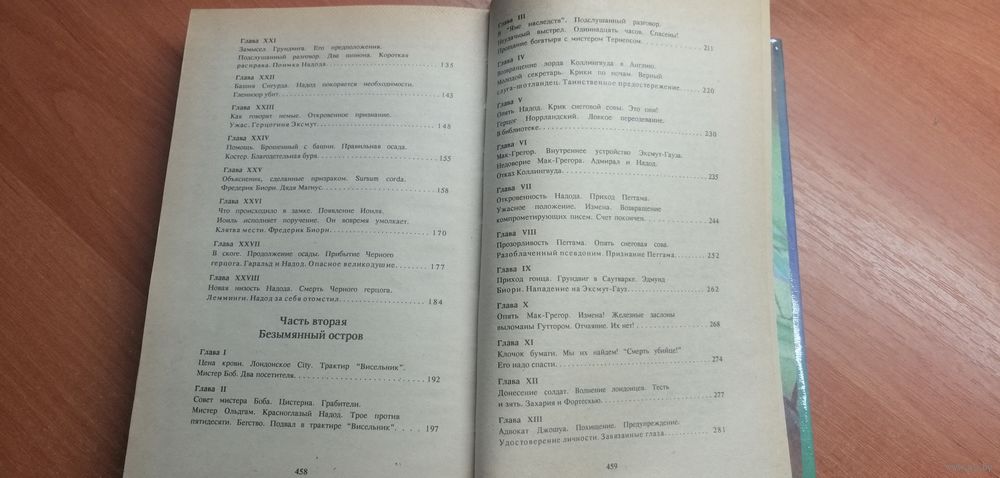 Глава XXI
Замысел Грундвига. Его предположения.
Подслушанный разговор. Два шпиона. Короткая
расправа. Поимка Надода. 135
Глава XXII
Башня Сигурда. Надод покоряется необходимости.
Гленноор убит. 143
Глава XXIII
Как говорят немые. Откровенное признание.
Ужас. Герцогиня Эксмут. 148
Глава XXIV
Помощь. Брошенный с башни. Правильная осада.
Костер. Благодетельная буря. 155
Глава XXV
Объяснения, сделанные призраком. Sursum corda.
Фредерик Биорн. Дядя Магнус. 158
Глава XXVI
Что происходило в замке. Появление Иоиля.
Иоиль исполняет поручение. Он вовремя умолкает.
Клятва мести. Фредерик Биорн. 170
Глава XXVII
В скоге. Продолжение осады. Прибытие Черного
герцога. Гаральд и Надод. Опасное великодушие. 177
Глава XXVIII
Новая низость Надода. Смерть Черного герцога.
Лемминги. Надод за себя отомстил. 184
Часть вторая
Безымянный остров
Глава I
Цена крови. Лондонское City. Трактир "Висельник".
Мистер Боб. Два посетителя. 192
Глава II
Совет мистера Боба. Цистерна. Грабители.
Мистер Ольдгам. Красноглазый Надод. Трое против
пятидесяти. Бегство. Подвал в трактире "Висельник". 197
458
Глава III
В "Яме наследств". Подслушанный разговор.
Неудачный выстрел. Одиннадцать часов. Спасены!
Пропание богатыря с мистером Тернепсом. 211
Глава IV
Возвращение лорда Коллингвуда в Англию.
Молодой секретарь. Крики по ночам. Верный
слуга-шотландец. Таинственное предостережение. 220
Глава V
Опять Надод. Крик снеговой совы. Это они!
Герцог Норрландский. Ловкое переодевание.
В библиотеке. 230
Глава VI
Мак-Грегор. Внутреннее устройство Эксмут-Гауза.
Недоверие Мак-Грегора. Адмирал и Надод.
Отказ Коллингвуда. 235
Глава VII
Откровенность Надода. Приход Пеггама.
Ужасное положение. Измена. Возвращение
компрометирующих писем. Счет покончен. 244
Глава VIII
Прозорливость Пеггама. Опять снеговая сова.
Разоблаченный псевдоним. Признание Пеггама. 252
Глава IX
Приход гонца. Грундвиг в Саутварке. Эдмунд
Биорн. Нападение на Эксмут-Гауз. 262
Глава X
Опять Мак-Грегор. Измена! Железные заслоны
выломаны Гуттором. Отчаяние. Их нет! 268
Глава XI
Клочок бумаги. Мы их найдем! "Смерть убийце!"
Его надо спасти. 274
Глава XII
Донесение солдат. Волнение лондонцев. Тесть
и зять. Захария и Фортескью. 277
Глава XIII
Адвокат Джошуа. Похищение. Предупреждение.
Удостоверение личности. Завязанные глаза. 281
459